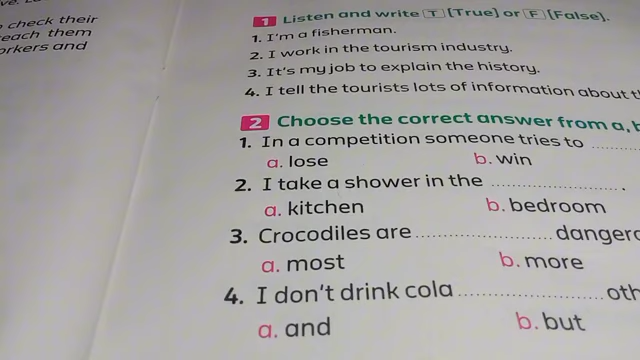 check their
each them
orkers and
1 Listen and write T (True) or F (False).
1. I'm a fisherman.
2. I work in the tourism industry.
3. It's my job to explain the history.
4. I tell the tourists lots of information about
2 Choose the correct answer from a,
1. In a competition someone tries to ..........
a. lose b. win
2. I take a shower in the .............................. .
a. kitchen b. bedroom
3. Crocodiles are .............................. dangero
a. most b. more
4. I don't drink cola .............................. oth
a. and b. but